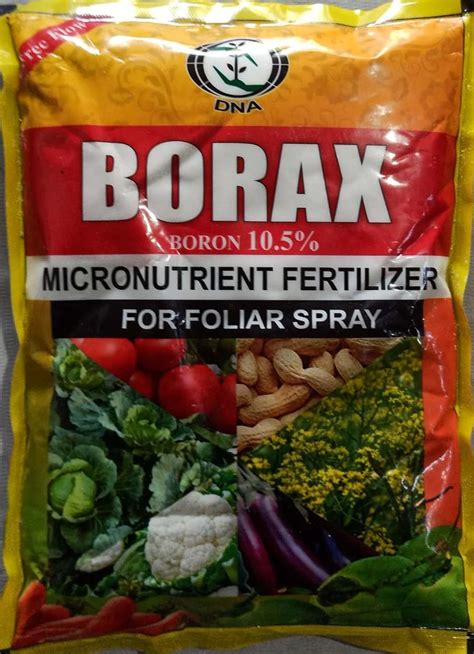 Free Flow
DNA
BORAX
BORON 10.5%
MICRONUTRIENT FERTILIZER
FOR FOLIAR SPRAY